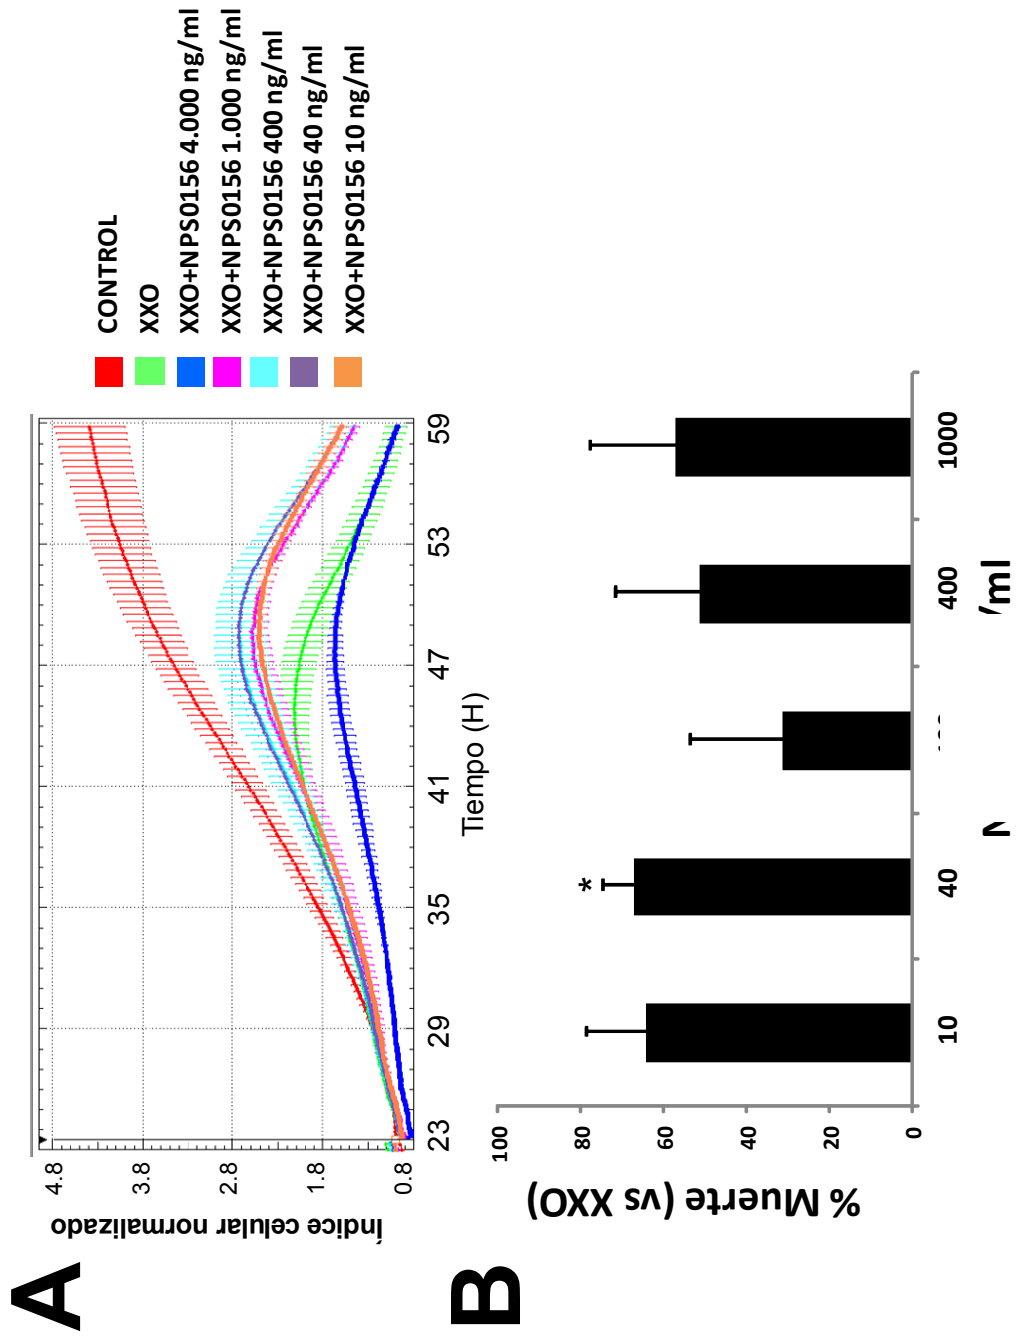 A
Índice celular normalizado
4.8
3.8
2.8
1.8
0.8
23
29
35
41
47
53
59
Tiempo (H)
CONTROL
XXO
XXO+NPS0156 4.000 ng/ml
XXO+NPS0156 1.000 ng/ml
XXO+NPS0156 400 ng/ml
XXO+NPS0156 40 ng/ml
XXO+NPS0156 10 ng/ml
B
% Muerte (vs XXO)
100
80
60
40
20
0
*
10
40
400
1000
/ml